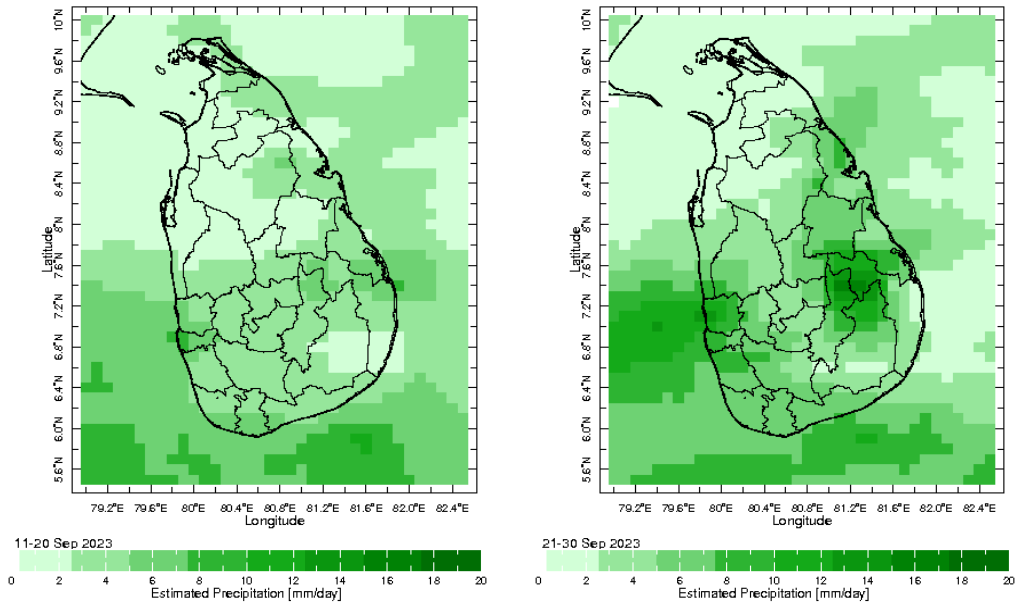 10°N
9.6°N
9.2°N
8.8°N
8.4°N
8°N
7.6°N
7.2°N
6.8°N
6.4°N
6.0°N
5.6°N
Latitude
79.2°E 79.6°E 80°E 80.4°E 80.8°E 81.2°E 81.6°E 82.0°E 82.4°E
Longitude
11-20 Sep 2023
0 2 4 6 8 10 12 14 16 18 20
Estimated Precipitation [mm/day]
10°N
9.6°N
9.2°N
8.8°N
8.4°N
8°N
7.6°N
7.2°N
6.8°N
6.4°N
6.0°N
5.6°N
Latitude
79.2°E 79.6°E 80°E 80.4°E 80.8°E 81.2°E 81.6°E 82.0°E 82.4°E
Longitude
21-30 Sep 2023
0 2 4 6 8 10 12 14 16 18 20
Estimated Precipitation [mm/day]